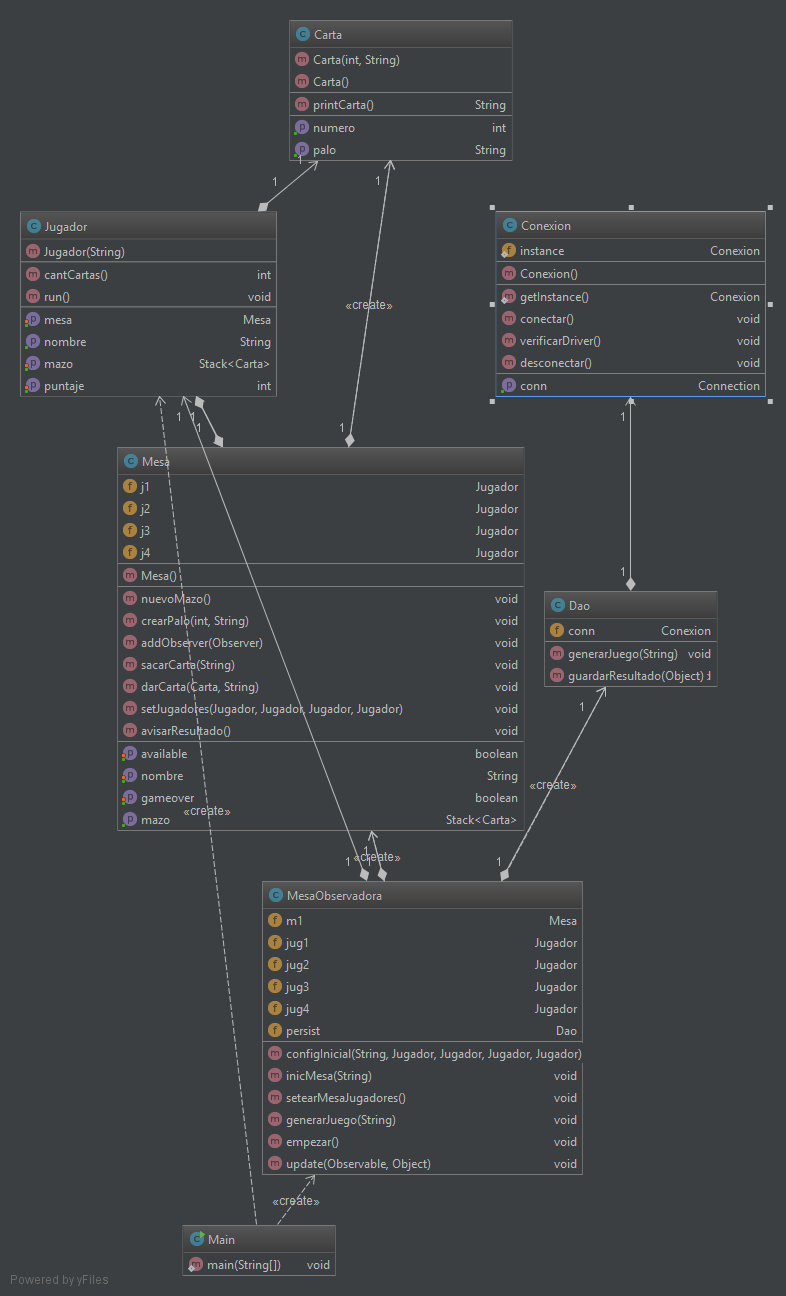 Carta
Carta(int, String)
Carta()
printCarta() String
numero int
palo String
1
1
1
Jugador
Jugador(String)
cantCartas() int
run() void
mesa Mesa
nombre String
mazo Stack<Carta>
puntaje int
Conexion
instance Conexion
Conexion()
getInstance() Conexion
conectar() void
verificarDriver() void
desconectar() void
conn Connection
«create»
1
1
1
1
1
Mesa
j1 Jugador
j2 Jugador
j3 Jugador
j4 Jugador
Mesa()
nuevoMazo() void
crearPalo(int, String) void
addObserver(Observer) void
sacarCarta(String) void
darCarta(Carta, String) void
setJugadores(Jugador, Jugador, Jugador, Jugador) void
avisarResultado() void
available boolean
nombre String
gameover boolean
mazo Stack<Carta>
«create»
1
Dao
conn Conexion
generarJuego(String) void
guardarResultado(Object)
1
«create»
1
«create»
1
1
1
MesaObservadora
m1 Mesa
jug1 Jugador
jug2 Jugador
jug3 Jugador
jug4 Jugador
persist Dao
configInicial(String, Jugador, Jugador, Jugador, Jugador)
inicMesa(String) void
setearMesaJugadores() void
generarJuego(String) void
empezar() void
update(Observable, Object) void
«create»
Main
main(String[]) void
Powered by yFiles